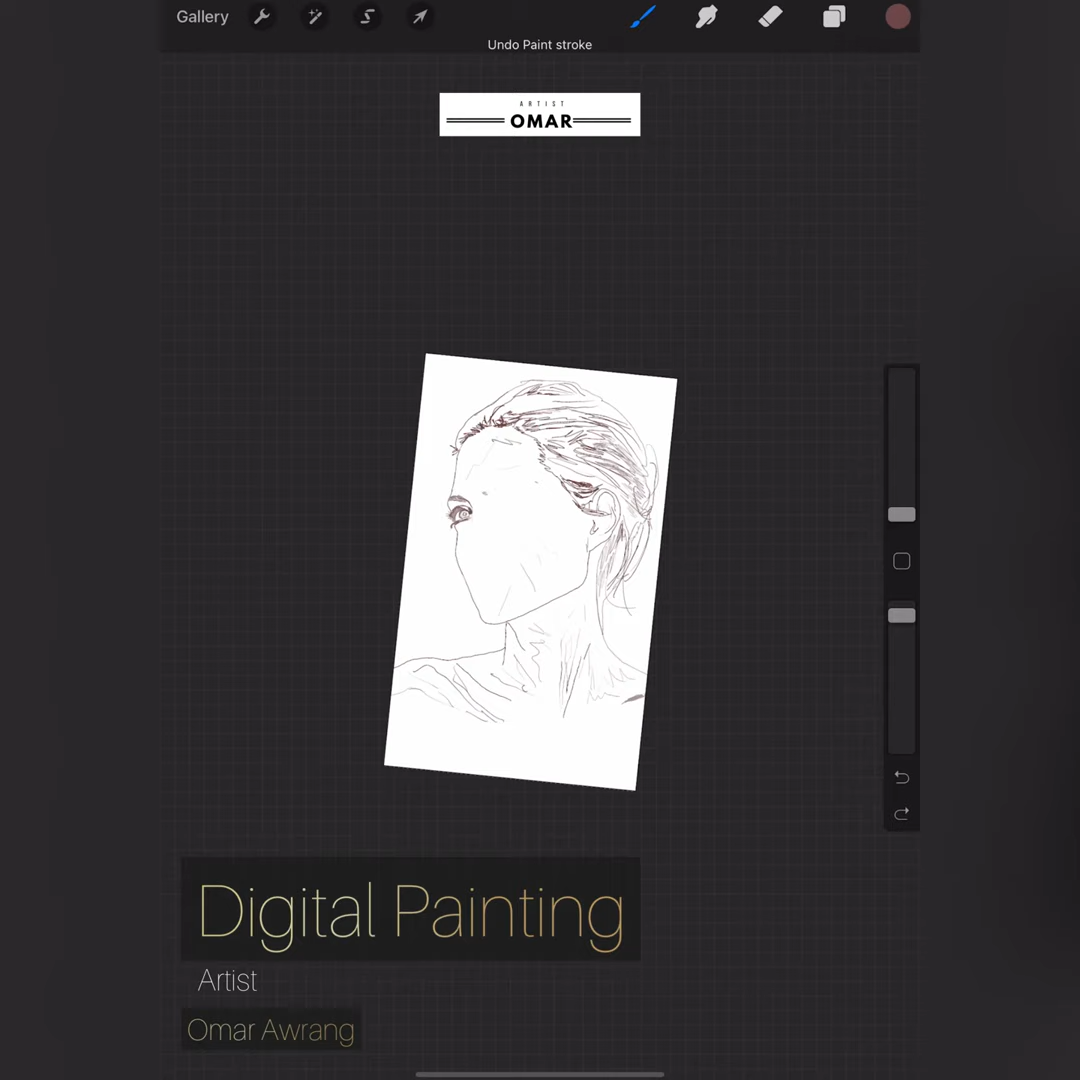 Gallery
Undo Paint stroke
ARTIST
OMAR
Digital Painting
Artist
Omar Awrang